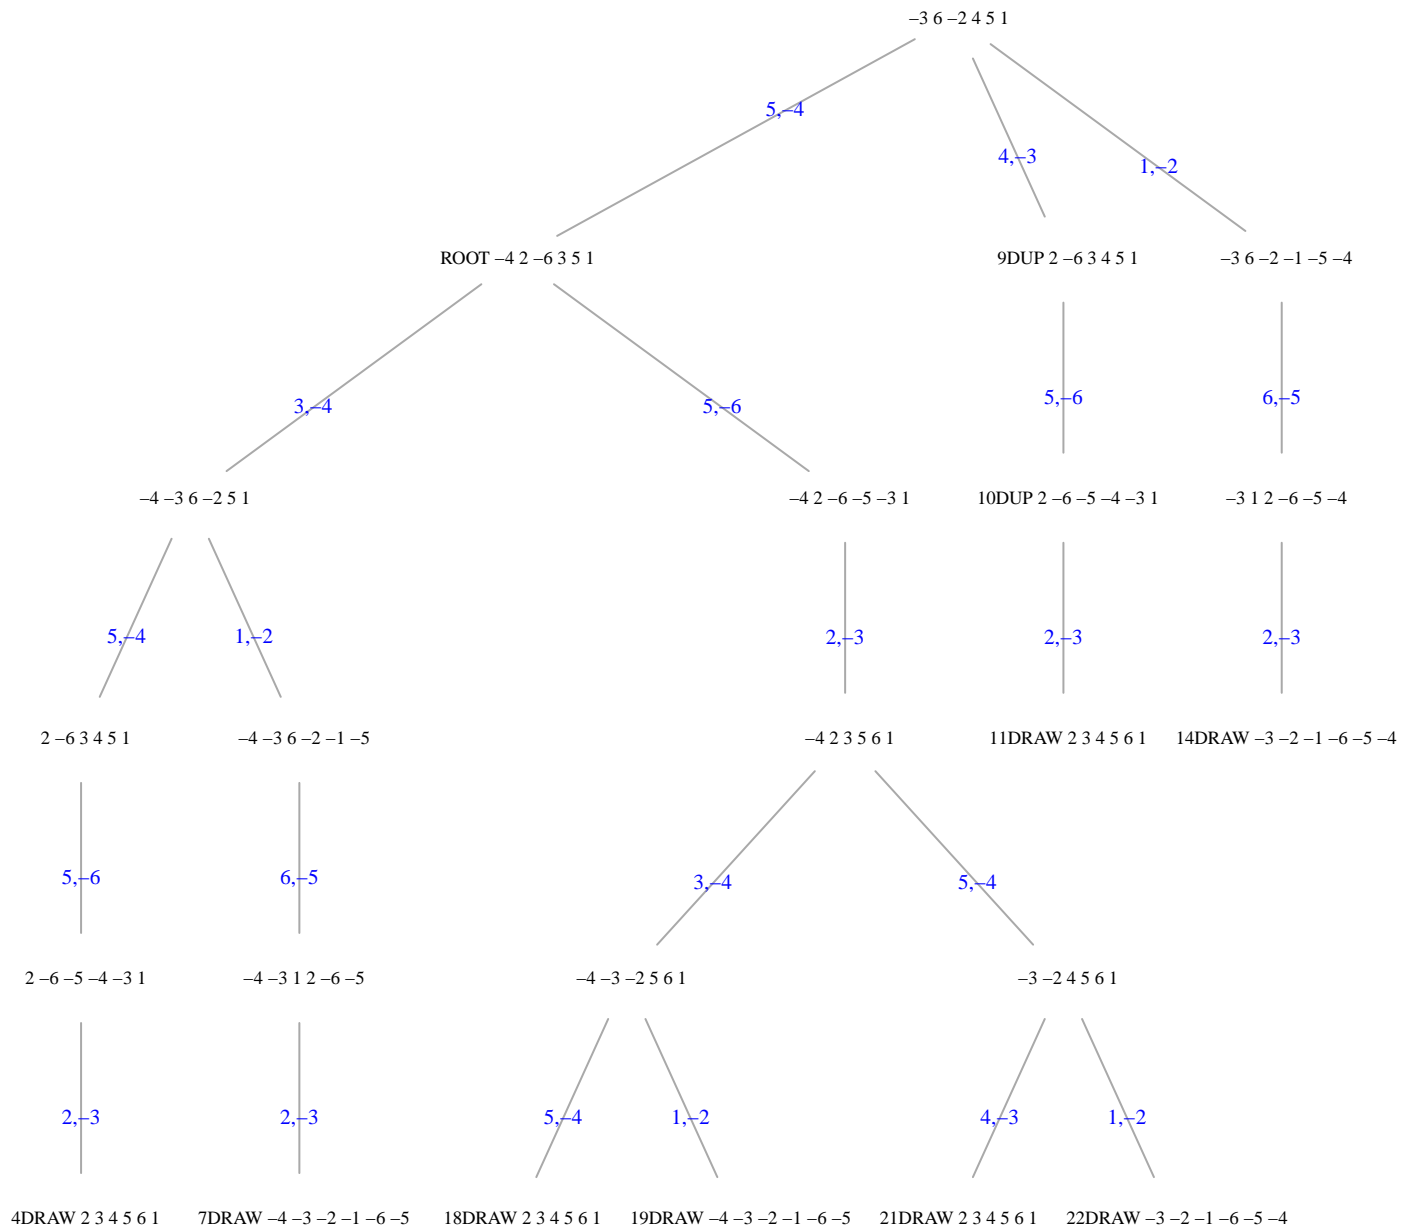 –3 6 –2 4 5 1
5,–4
4,–3
1,–2
ROOT –4 2 –6 3 5 1
9DUP 2 –6 3 4 5 1
–3 6 –2 –1 –5 –4
3,–4
5,–6
5,–6
6,–5
–4 –3 6 –2 5 1
–4 2 –6 –5 –3 1
10DUP 2 –6 –5 –4 –3 1
–3 1 2 –6 –5 –4
5,–4
1,–2
2,–3
2,–3
2,–3
2 –6 3 4 5 1
–4 –3 6 –2 –1 –5
–4 2 3 5 6 1
11DRAW 2 3 4 5 6 1
14DRAW –3 –2 –1 –6 –5 –4
5,–6
6,–5
3,–4
5,–4
2 –6 –5 –4 –3 1
–4 –3 1 2 –6 –5
–4 –3 –2 5 6 1
–3 –2 4 5 6 1
2,–3
2,–3
5,–4
1,–2
4,–3
1,–2
4DRAW 2 3 4 5 6 1
7DRAW –4 –3 –2 –1 –6 –5
18DRAW 2 3 4 5 6 1
19DRAW –4 –3 –2 –1 –6 –5
21DRAW 2 3 4 5 6 1
22DRAW –3 –2 –1 –6 –5 –4